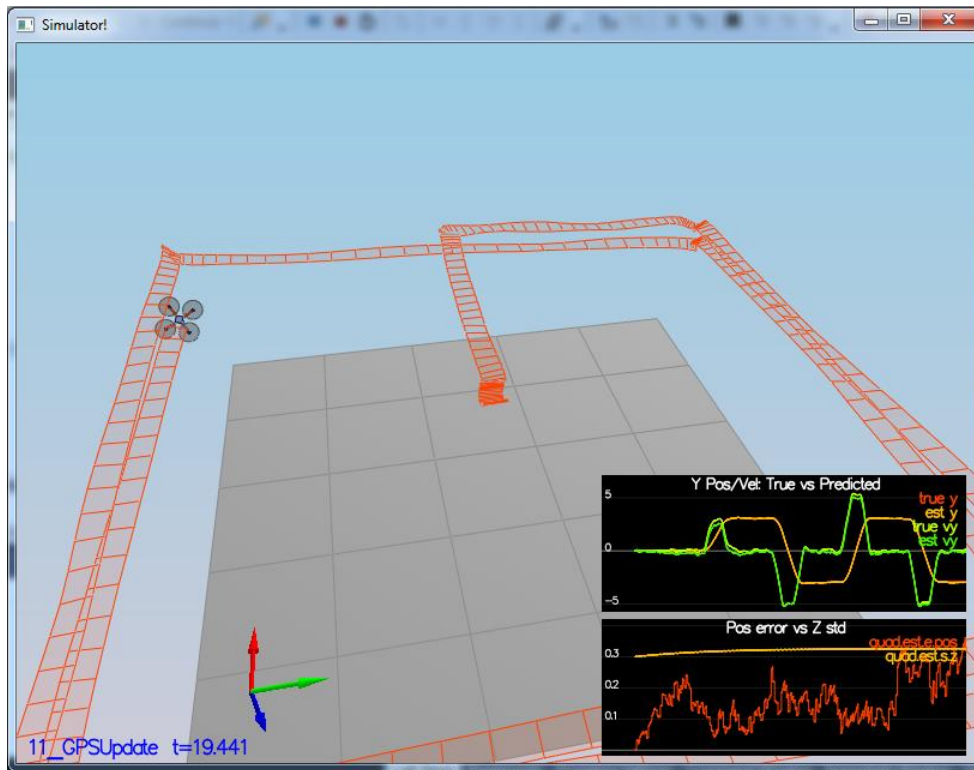 Simulator!
Y Pos/Vel: True vs Predicted
5
true y
est y
true vy
est vy
0
-5
Pos error vs Z std
quad.est.e.pos
quad.est.s.z
0.3
0.2
0.1
11_GPSUpdate t=19.441